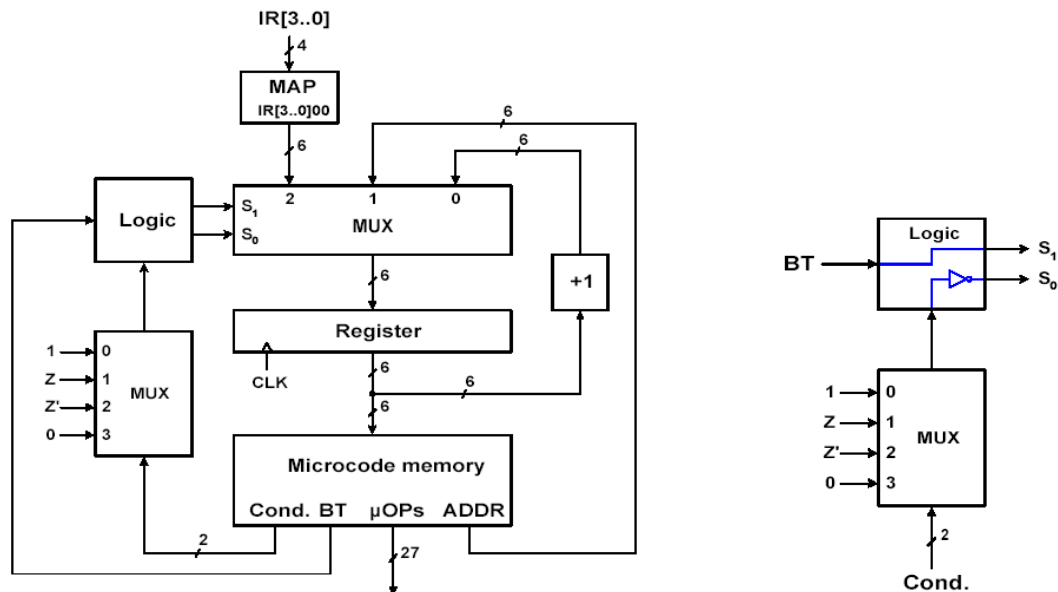 IR[3..0]
4
MAP
IR[3..0]00
6
6
6
2 1 0
Logic
S1
S0
MUX
6
+1
Register
CLK
6
6
6
1 0
Z 1
Z' 2
0 3
MUX
Microcode memory
Cond. BT µOPs ADDR
2
27
BT
Logic
S1
S0
1 0
Z 1
Z' 2
0 3
MUX
2
Cond.